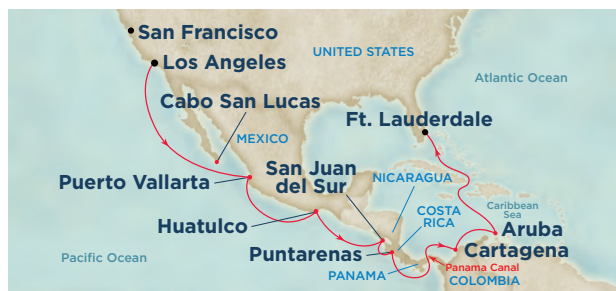 San Francisco
UNITED STATES
Los Angeles
Atlantic Ocean
Cabo San Lucas
Ft. Lauderdale
MEXICO
San Juan
del Sur
NICARAGUA
Puerto Vallarta
Caribbean
Sea
COSTA
RICA
Huatulco
Aruba
Puntarenas
Cartagena
Pacific Ocean
Panama Canal
PANAMA
COLOMBIA